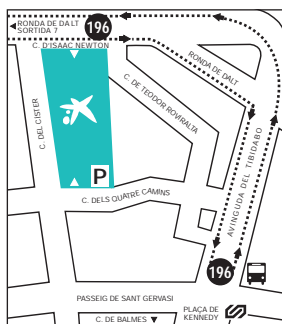 RONDA DE DALT
SORTIDA 7
196
C. D'ISAAC NEWTON
RONDA DE DALT
C. DE TEODOR ROVIRALTA
C. DEL CÍSTER
P
AVINGUDA DEL TIBIDABO
C. DELS QUATRE CAMINS
196
PASSEIG DE SANT GERVASI
PLAÇA DE
KENNEDY
C. DE BALMES